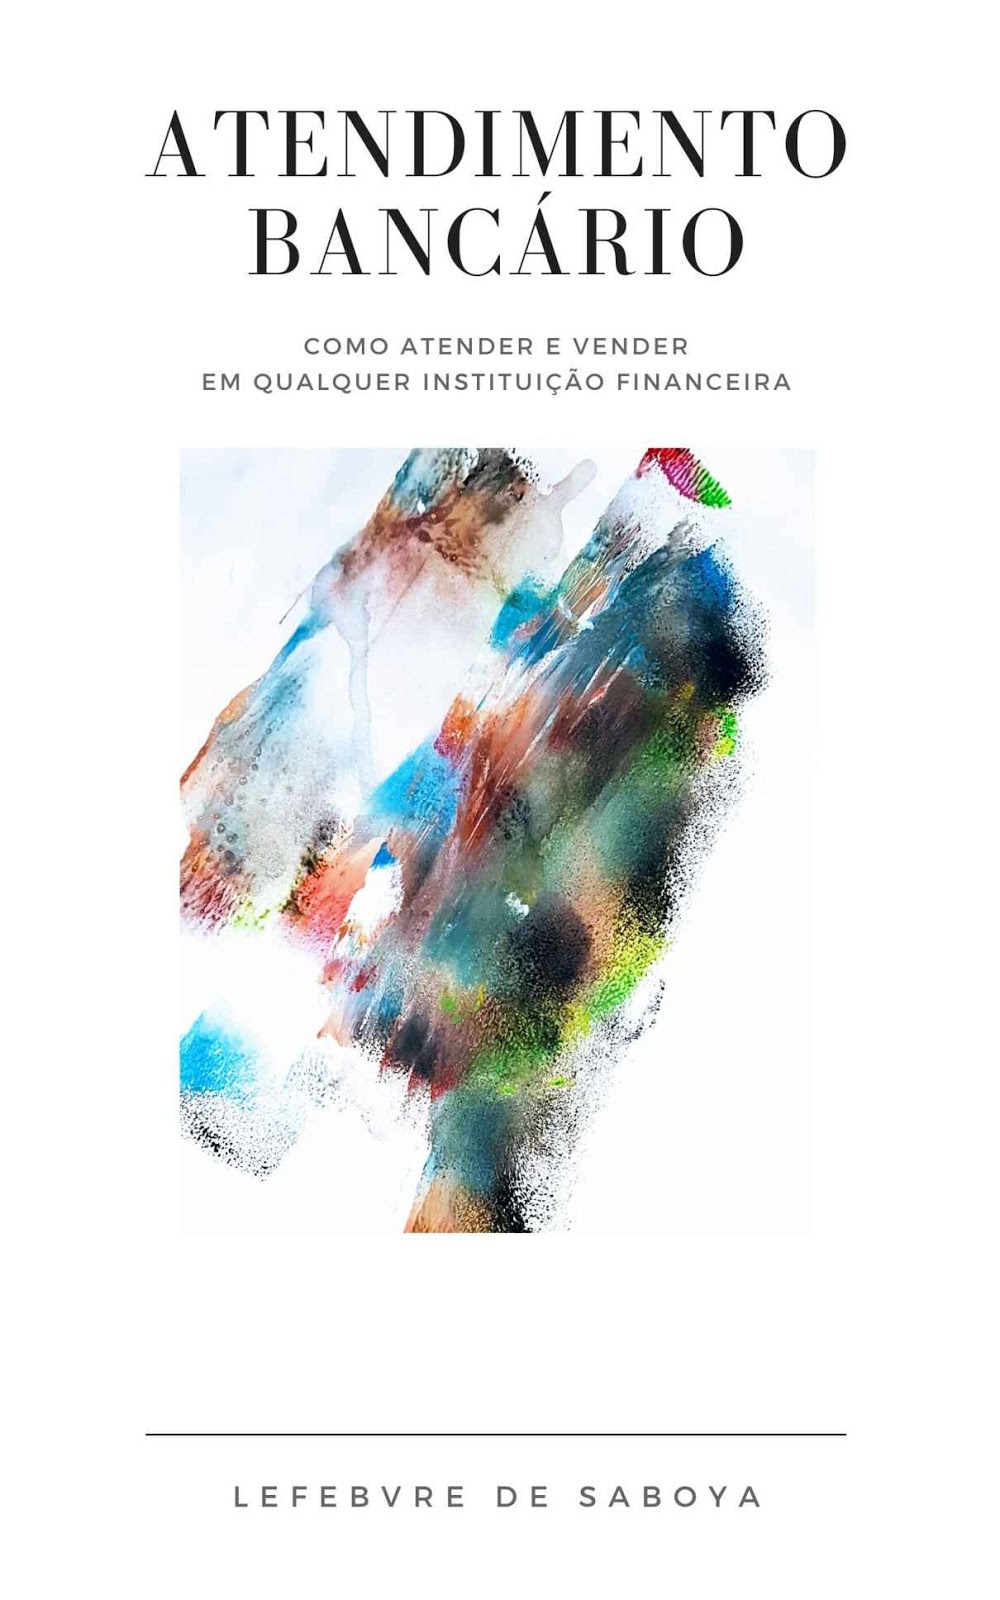 ATENDIMENTO
BANCÁRIO
COMO ATENDER E VENDER
EM QUALQUER INSTITUIÇÃO FINANCEIRA
LEFEBVRE DE SABOYA